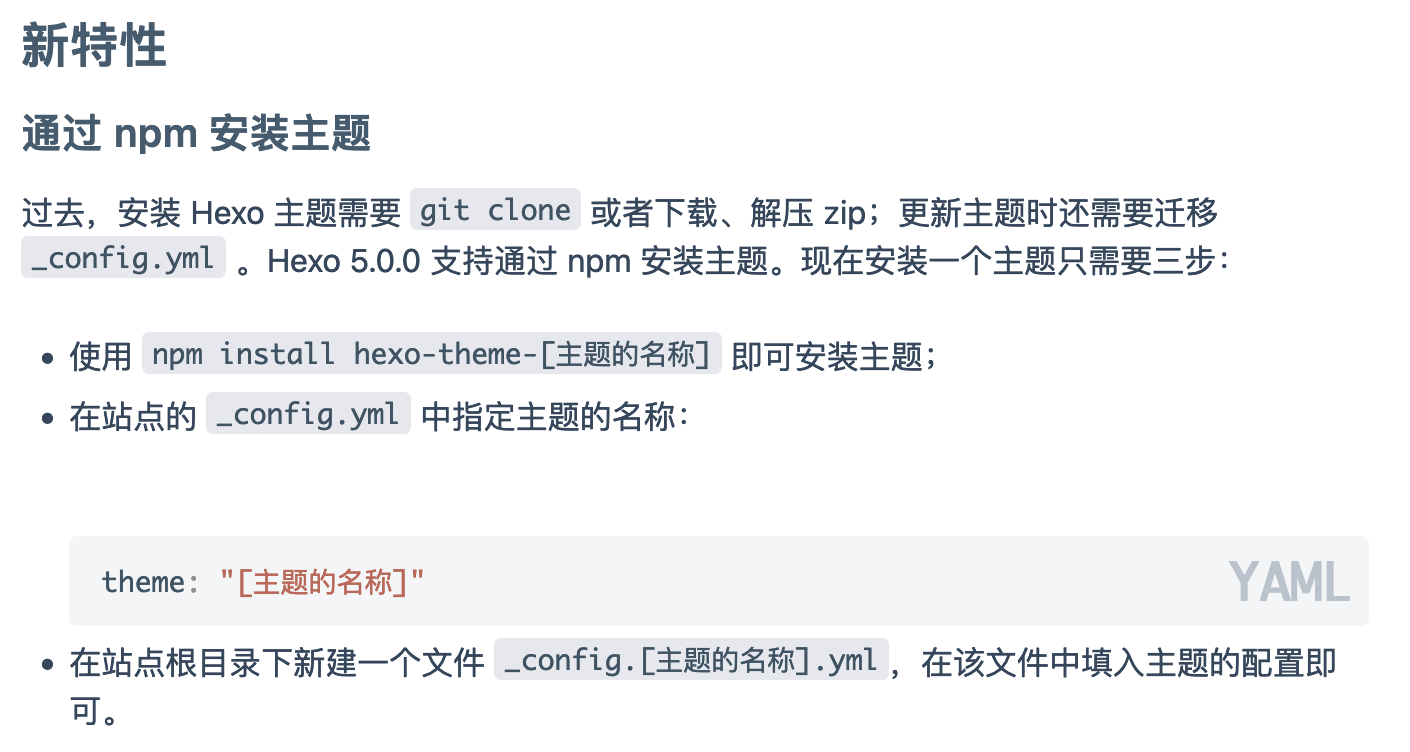 新特性
通过 npm 安装主题
过去，安装 Hexo 主题需要 git clone 或者下载、解压 zip；更新主题时还需要迁移
_config.yml 。Hexo 5.0.0 支持通过 npm 安装主题。现在安装一个主题只需要三步：
• 使用 npm install hexo-theme-[主题的名称] 即可安装主题；
• 在站点的 _config.yml 中指定主题的名称：
theme: "[主题的名称]"
YAML
• 在站点根目录下新建一个文件 _config.[主题的名称].yml，在该文件中填入主题的配置即
可。